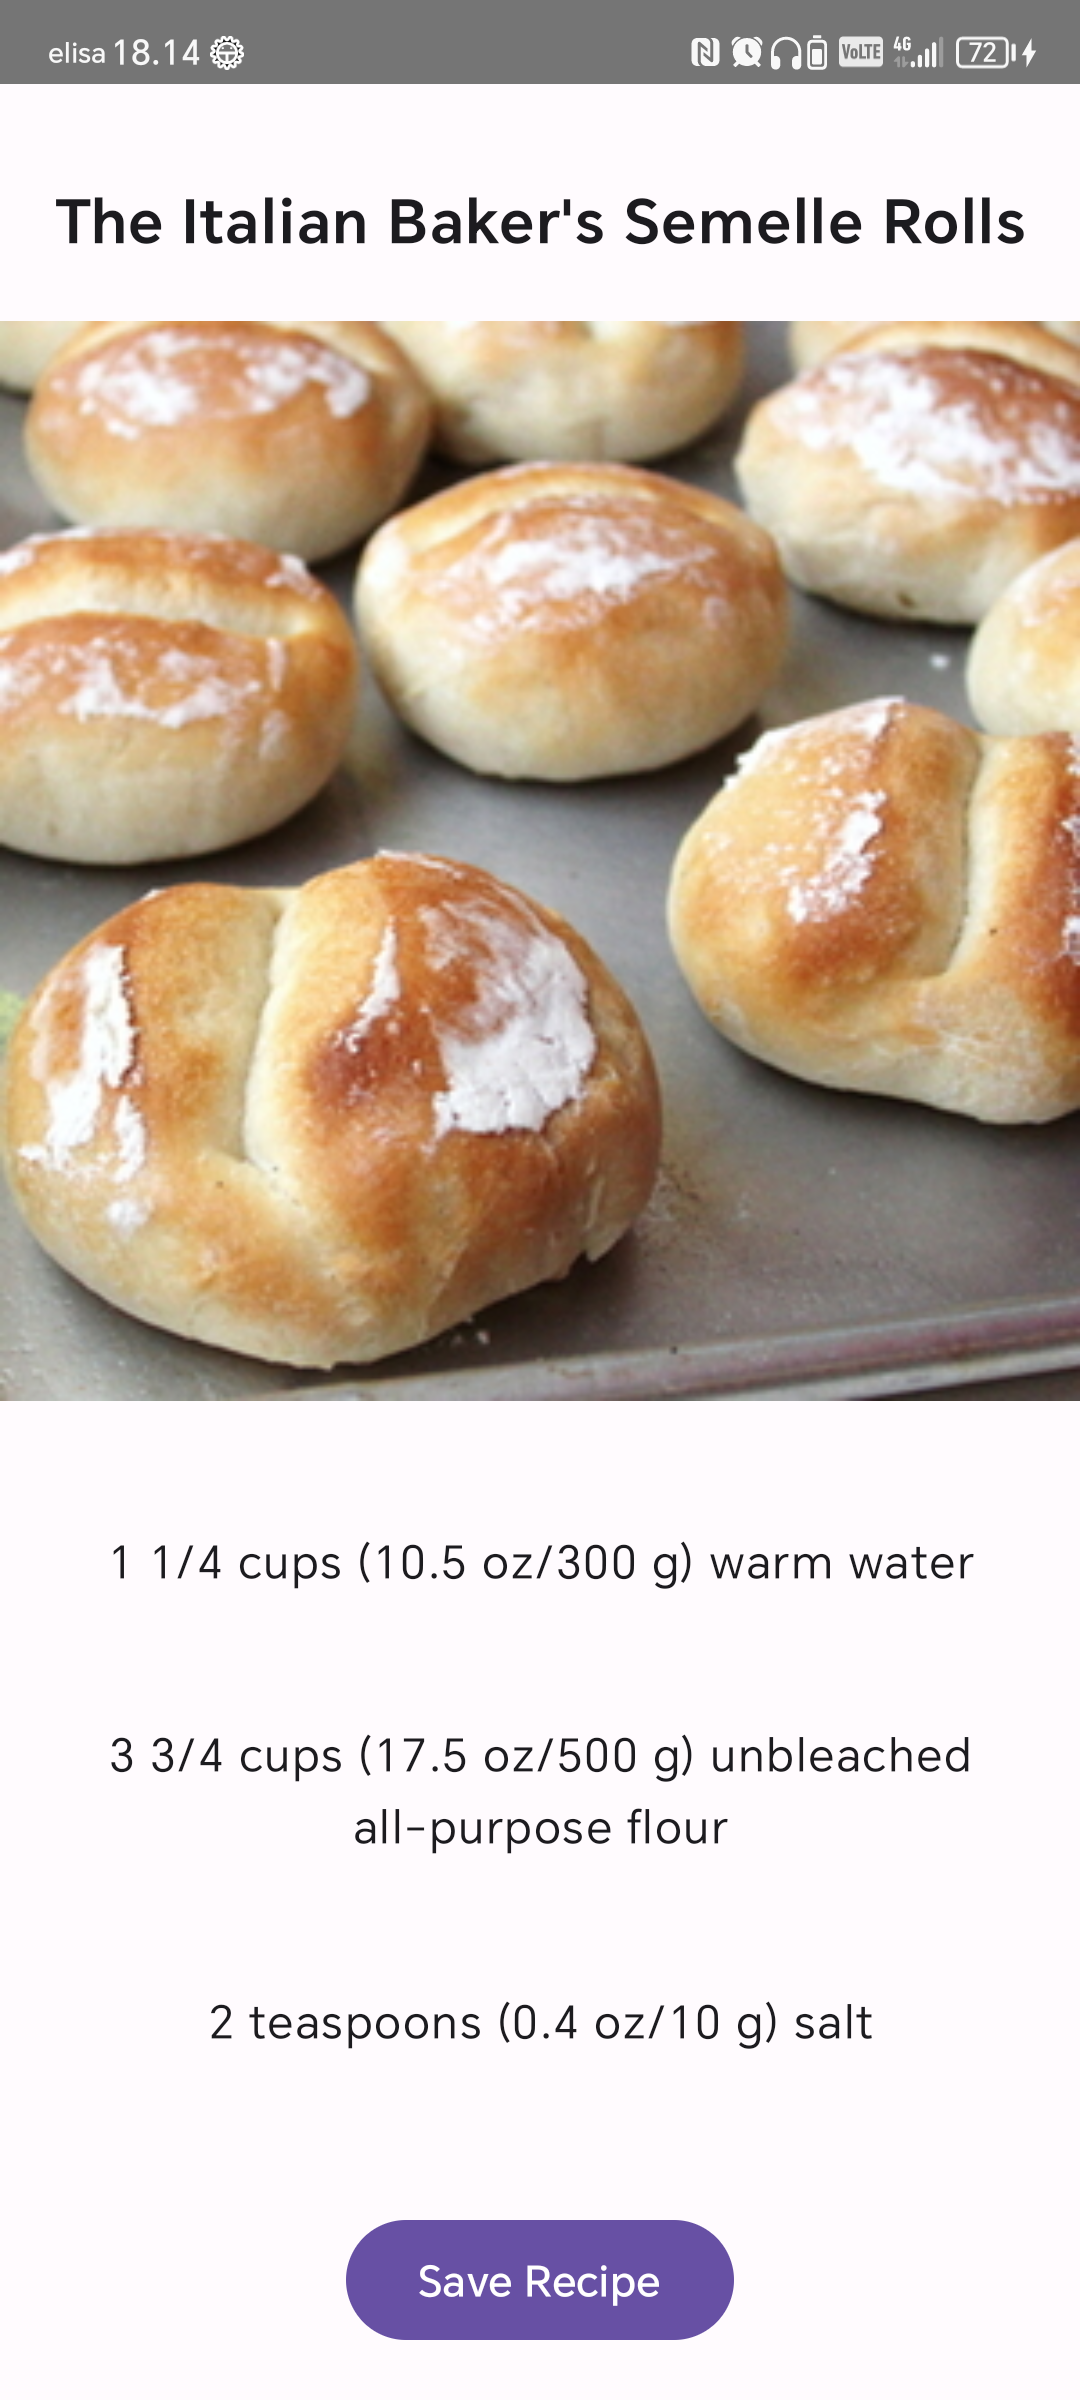 elisa 18.14 VoLTE 4G 72
The Italian Baker's Semelle Rolls
1 1/4 cups (10.5 oz/300 g) warm water
3 3/4 cups (17.5 oz/500 g) unbleached
all-purpose flour
2 teaspoons (0.4 oz/10 g) salt
Save Recipe